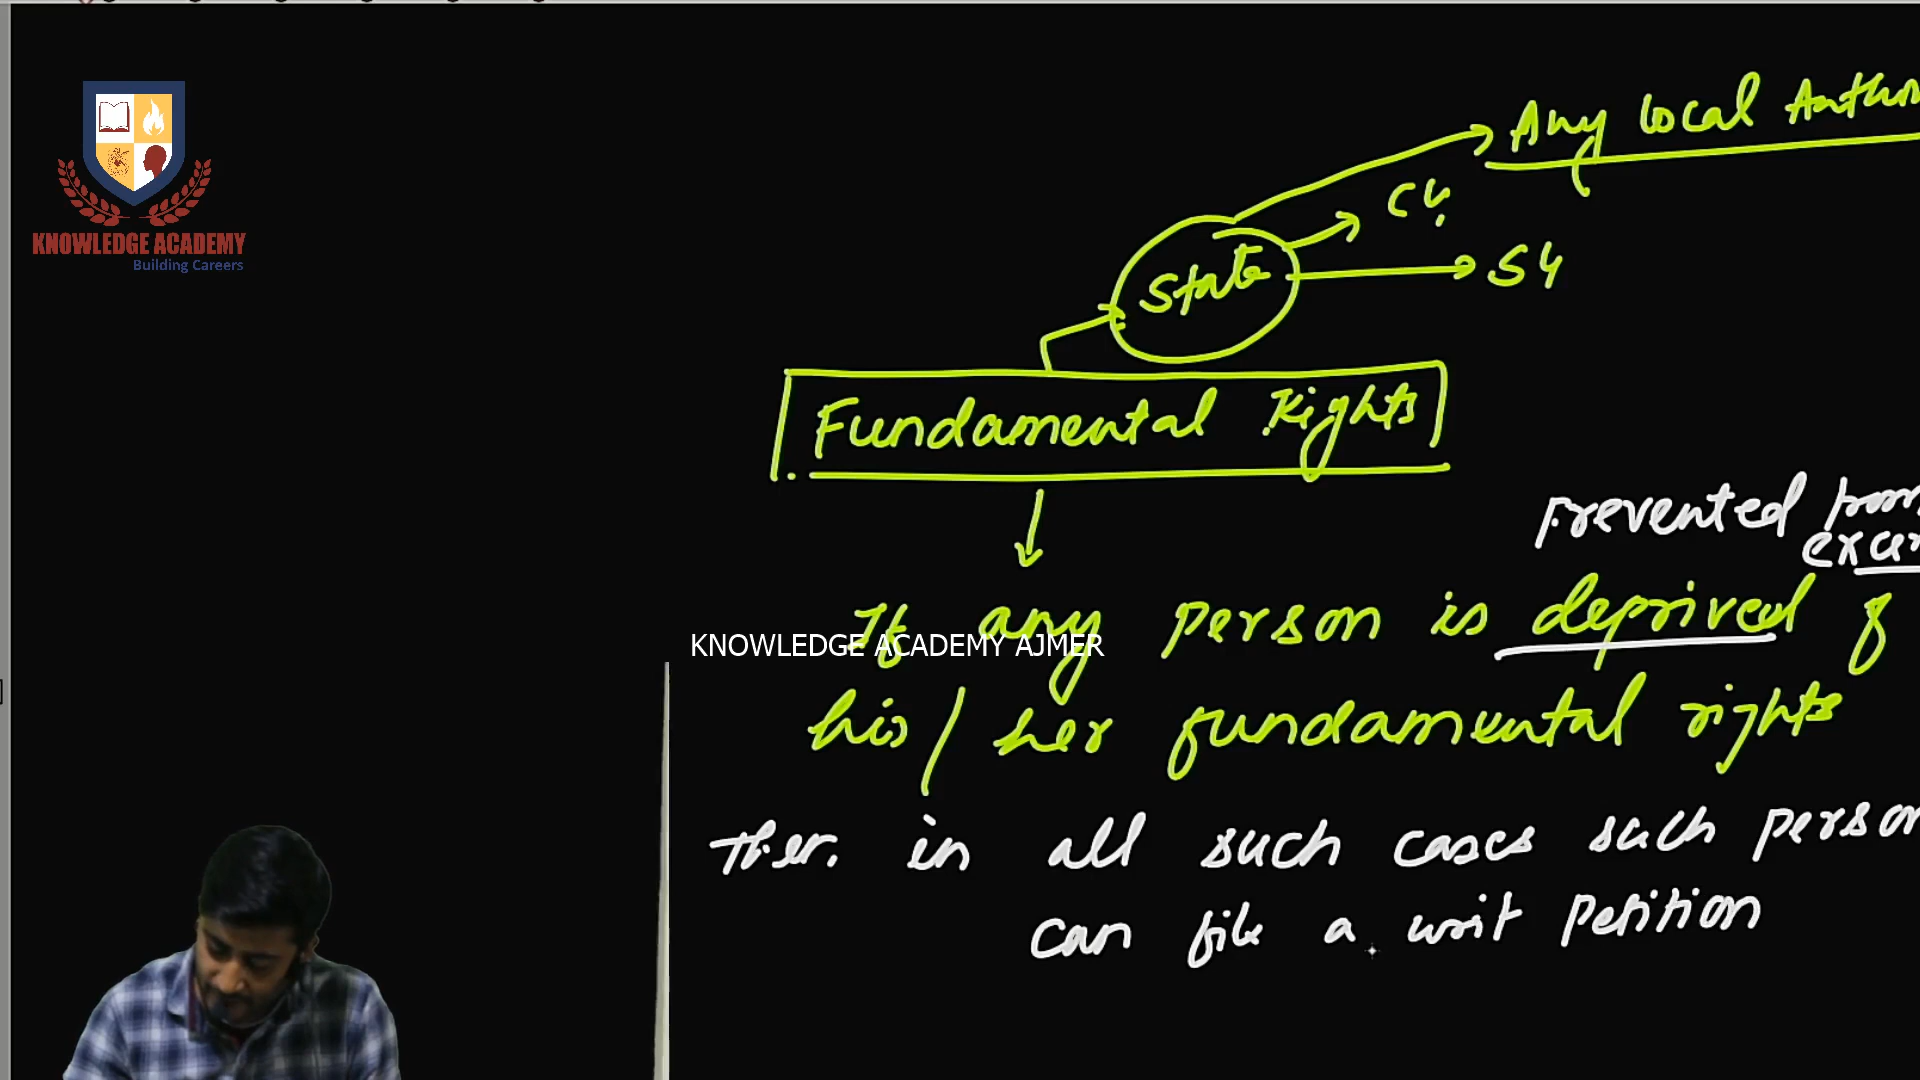 KNOWLEDGE ACADEMY
Building Careers
Any local
State
CG
SG
Fundamental Rights
prevented from
If any person is deprived of
KNOWLEDGE ACADEMY AJMER
his/her fundamental rights
then in all such cases such person
can file a writ petition